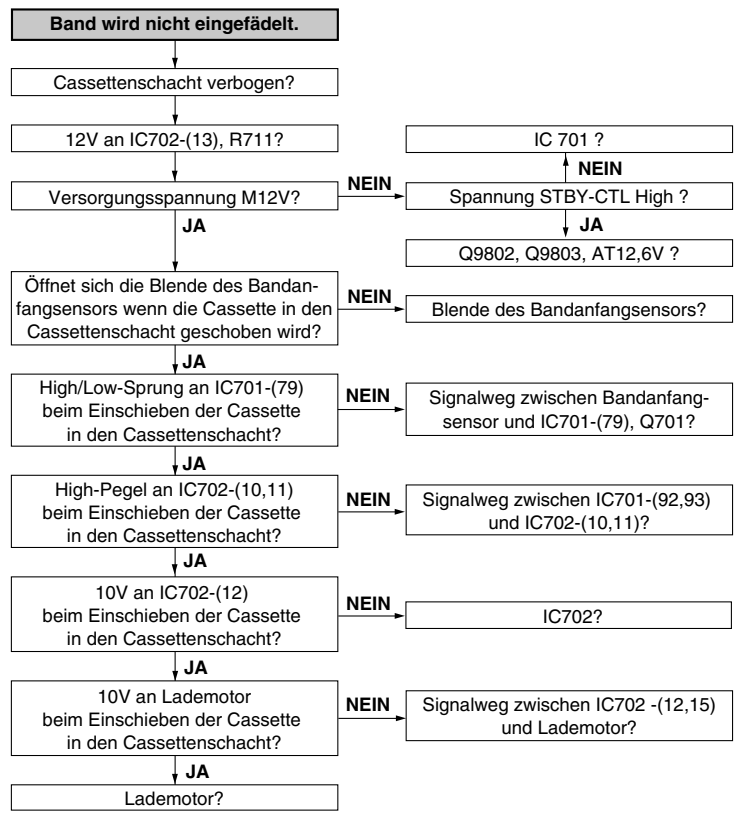 Band wird nicht eingefädelt.
Cassettenschacht verbogen?
12V an IC702-(13), R711?
IC 701 ?
NEIN
Versorgungsspannung M12V?
NEIN
Spannung STBY-CTL High ?
JA
JA
Q9802, Q9803, AT12,6V ?
Öffnet sich die Blende des Bandan-
fangsensors wenn die Cassette in den
Cassettenschacht geschoben wird?
NEIN
Blende des Bandanfangsensors?
JA
High/Low-Sprung an IC701-(79)
beim Einschieben der Cassette
in den Cassettenschacht?
NEIN
Signalweg zwischen Bandanfang-
sensor und IC701-(79), Q701?
JA
High-Pegel an IC702-(10,11)
beim Einschieben der Cassette
in den Cassettenschacht?
NEIN
Signalweg zwischen IC701-(92,93)
und IC702-(10,11)?
JA
10V an IC702-(12)
beim Einschieben der Cassette
in den Cassettenschacht?
NEIN
IC702?
JA
10V an Lademotor
beim Einschieben der Cassette
in den Cassettenschacht?
NEIN
Signalweg zwischen IC702 -(12,15)
und Lademotor?
JA
Lademotor?